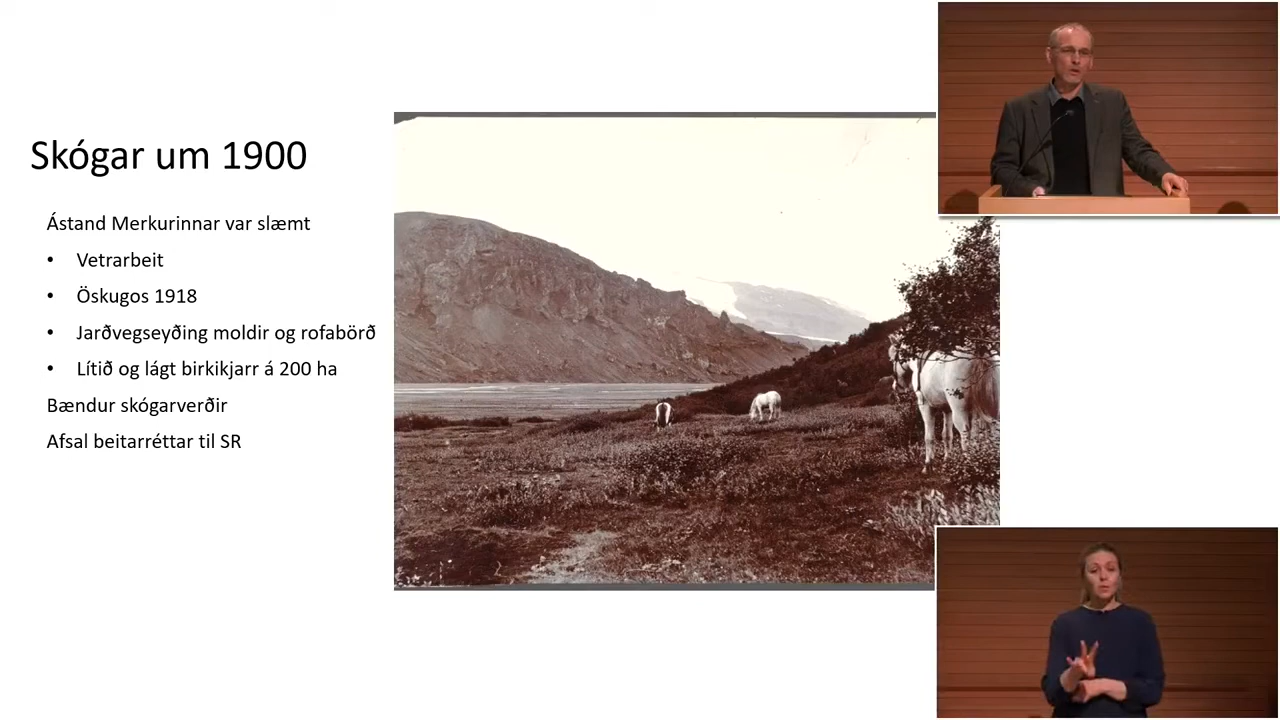 Skógar um 1900
Ástand Merkurinnar var slæmt
• Vetrarbeit
• Öskugos 1918
• Jarðvegseyðing moldir og rofabörð
• Lítið og lágt birkikjarr á 200 ha
Bændur skógarverðir
Afsal beitarréttar til SR